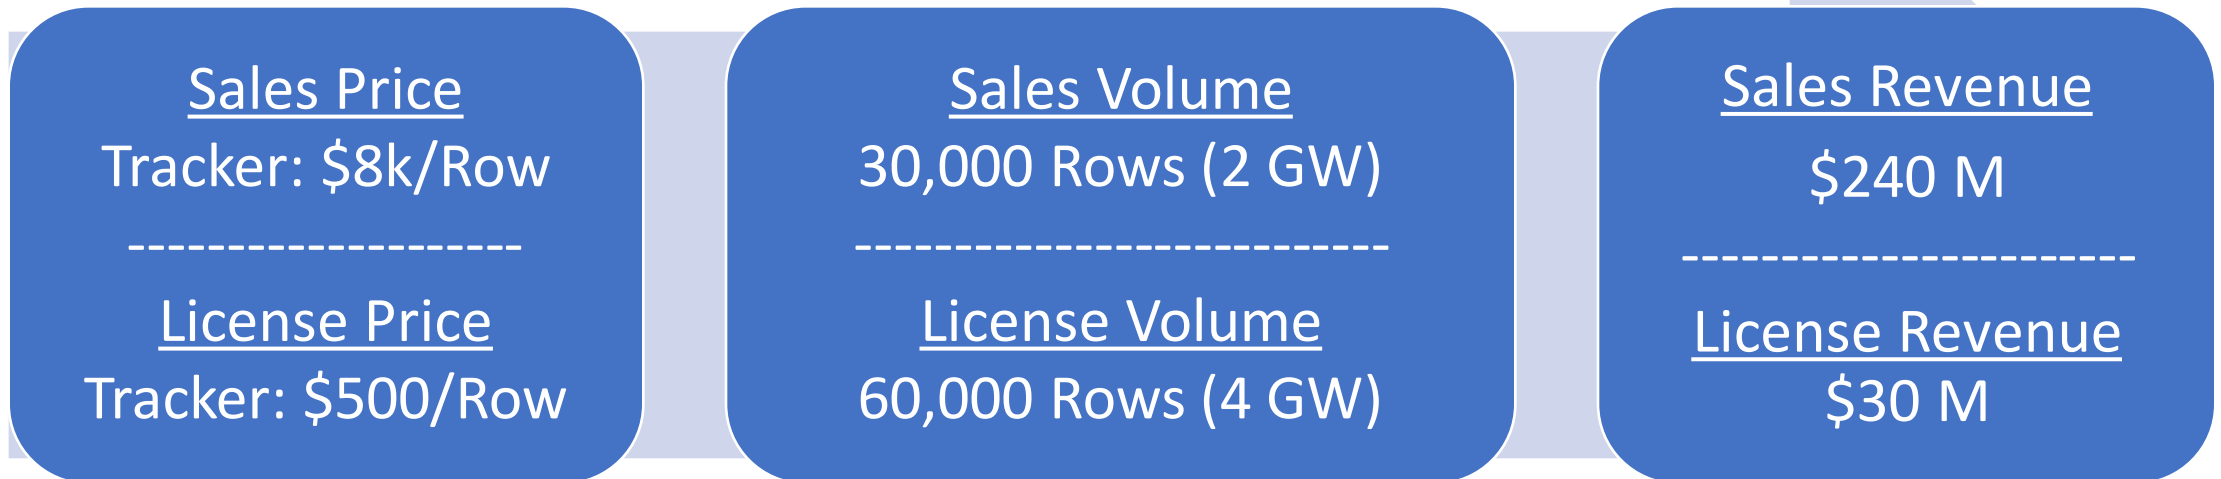 Sales Price
Tracker: $8k/Row
-------------------
License Price
Tracker: $500/Row
Sales Volume
30,000 Rows (2 GW)
--------------------------
License Volume
60,000 Rows (4 GW)
Sales Revenue
$240 M
----------------------
License Revenue
$30 M